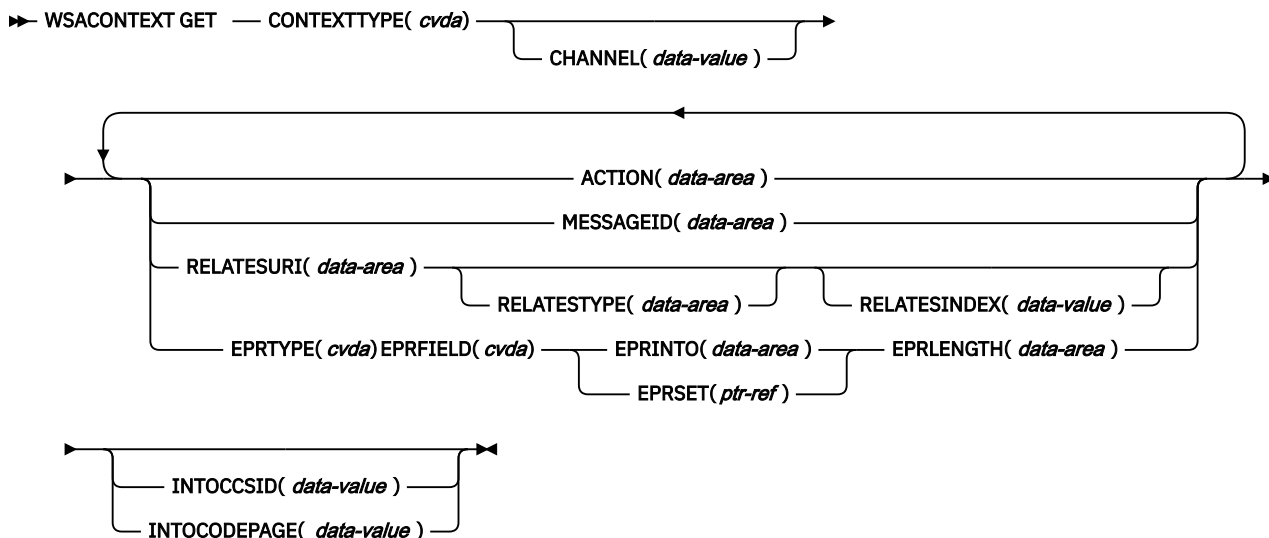 WSACONTEXT GET CONTEXTTYPE( cvda)
CHANNEL( data-value )
ACTION( data-area )
MESSAGEID( data-area )
RELATESURI( data-area )
RELATESTYPE( data-area ) RELATESINDEX( data-value )
EPRTYPE( cvda) EPRFIELD( cvda) EPRINTO( data-area ) EPRLENGTH( data-area )
EPRSET( ptr-ref )
INTOCCSID( data-value )
INTOCODEPAGE( data-value )